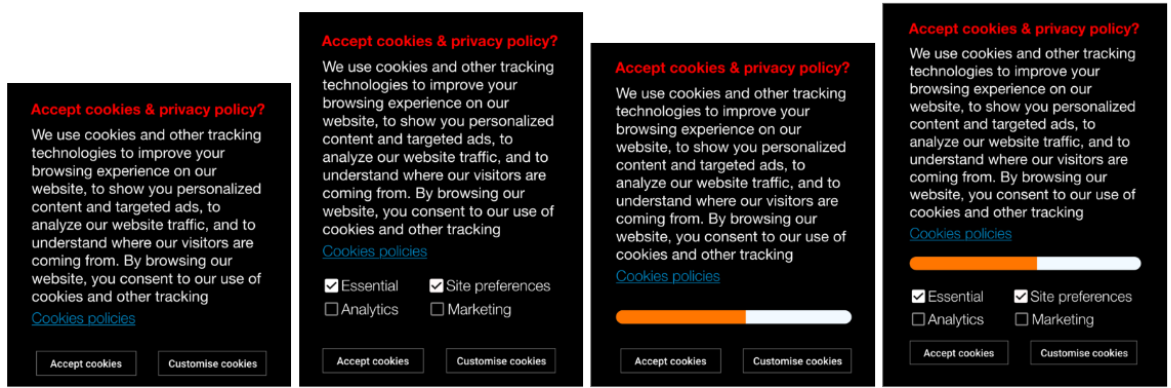 Accept cookies & privacy policy?
We use cookies and other tracking
technologies to improve your
browsing experience on our
website, to show you personalized
content and targeted ads, to
analyze our website traffic, and to
understand where our visitors are
coming from. By browsing our
website, you consent to our use of
cookies and other tracking
Cookies policies
Accept cookies
Customise cookies
Accept cookies & privacy policy?
We use cookies and other tracking
technologies to improve your
browsing experience on our
website, to show you personalized
content and targeted ads, to
analyze our website traffic, and to
understand where our visitors are
coming from. By browsing our
website, you consent to our use of
cookies and other tracking
Cookies policies
Essential
Site preferences
Analytics
Marketing
Accept cookies
Customise cookies
Accept cookies & privacy policy?
We use cookies and other tracking
technologies to improve your
browsing experience on our
website, to show you personalized
content and targeted ads, to
analyze our website traffic, and to
understand where our visitors are
coming from. By browsing our
website, you consent to our use of
cookies and other tracking
Cookies policies
Accept cookies
Customise cookies
Accept cookies & privacy policy?
We use cookies and other tracking
technologies to improve your
browsing experience on our
website, to show you personalized
content and targeted ads, to
analyze our website traffic, and to
understand where our visitors are
coming from. By browsing our
website, you consent to our use of
cookies and other tracking
Cookies policies
Essential
Site preferences
Analytics
Marketing
Accept cookies
Customise cookies